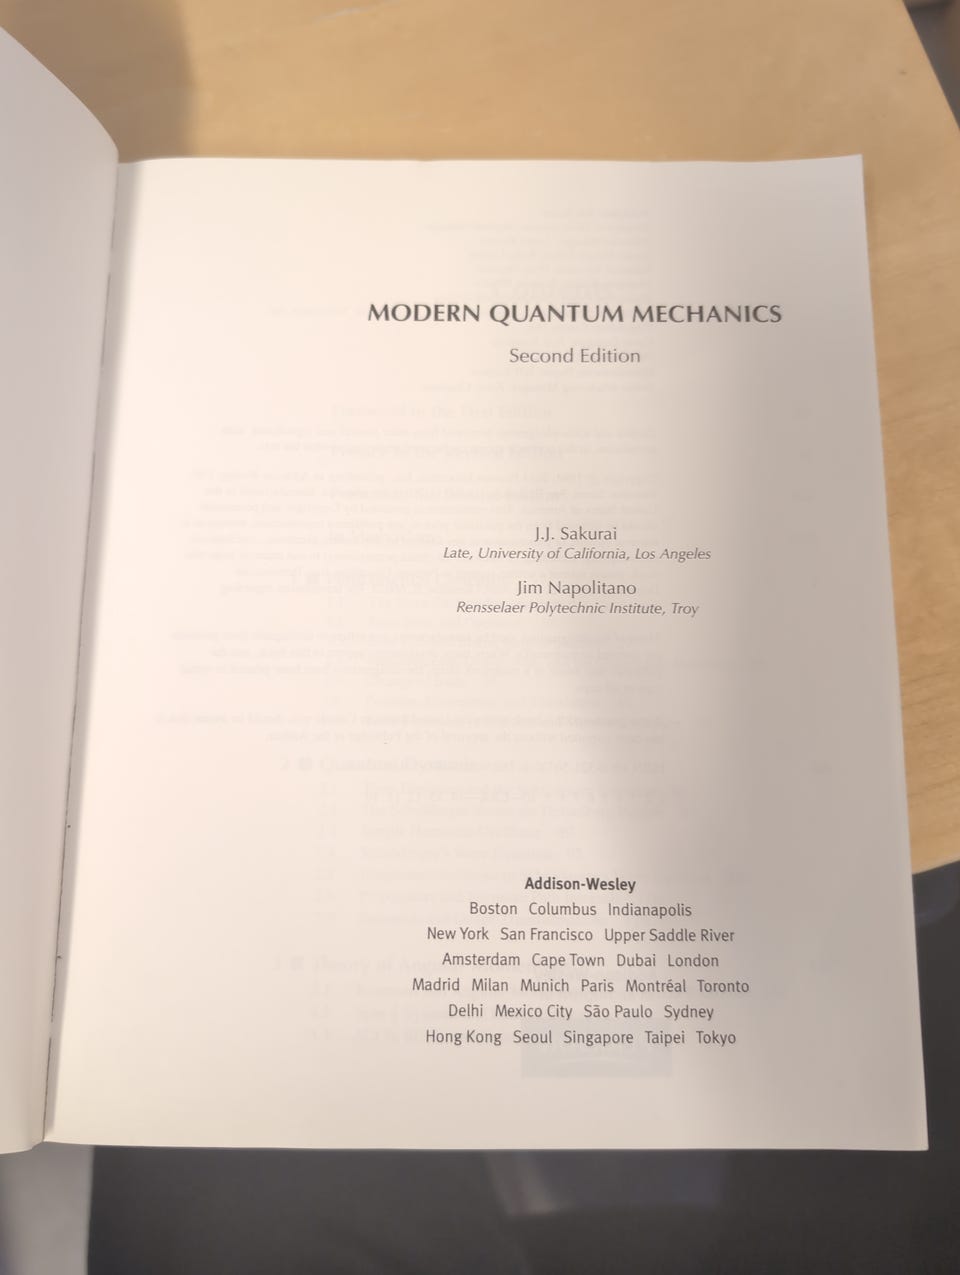 MODERN QUANTUM MECHANICS
Second Edition
J.J. Sakurai
Late, University of California, Los Angeles
Jim Napolitano
Rensselaer Polytechnic Institute, Troy
Addison-Wesley
Boston Columbus Indianapolis
New York San Francisco Upper Saddle River
Amsterdam Cape Town Dubai London
Madrid Milan Munich Paris Montréal Toronto
Delhi Mexico City São Paulo Sydney
Hong Kong Seoul Singapore Taipei Tokyo